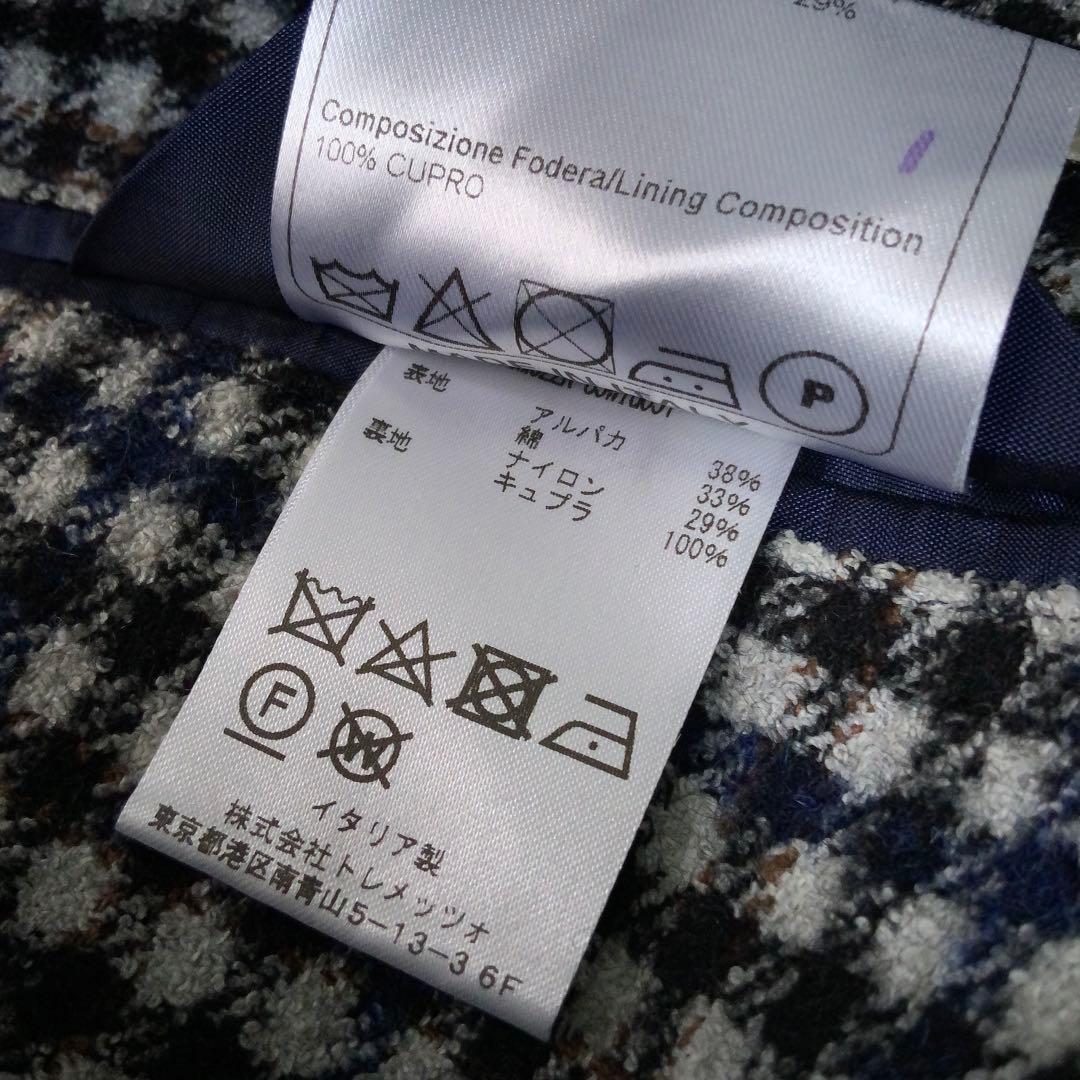 29%
Composizione Fodera/Lining Composition
100% CUPRO
P
表地
アルパカ 38%
綿 33%
ナイロン 29%
裏地 キュプラ 100%
F
W
イタリア製
株式会社トレメッツォ
東京都港区南青山5-13-3 6F